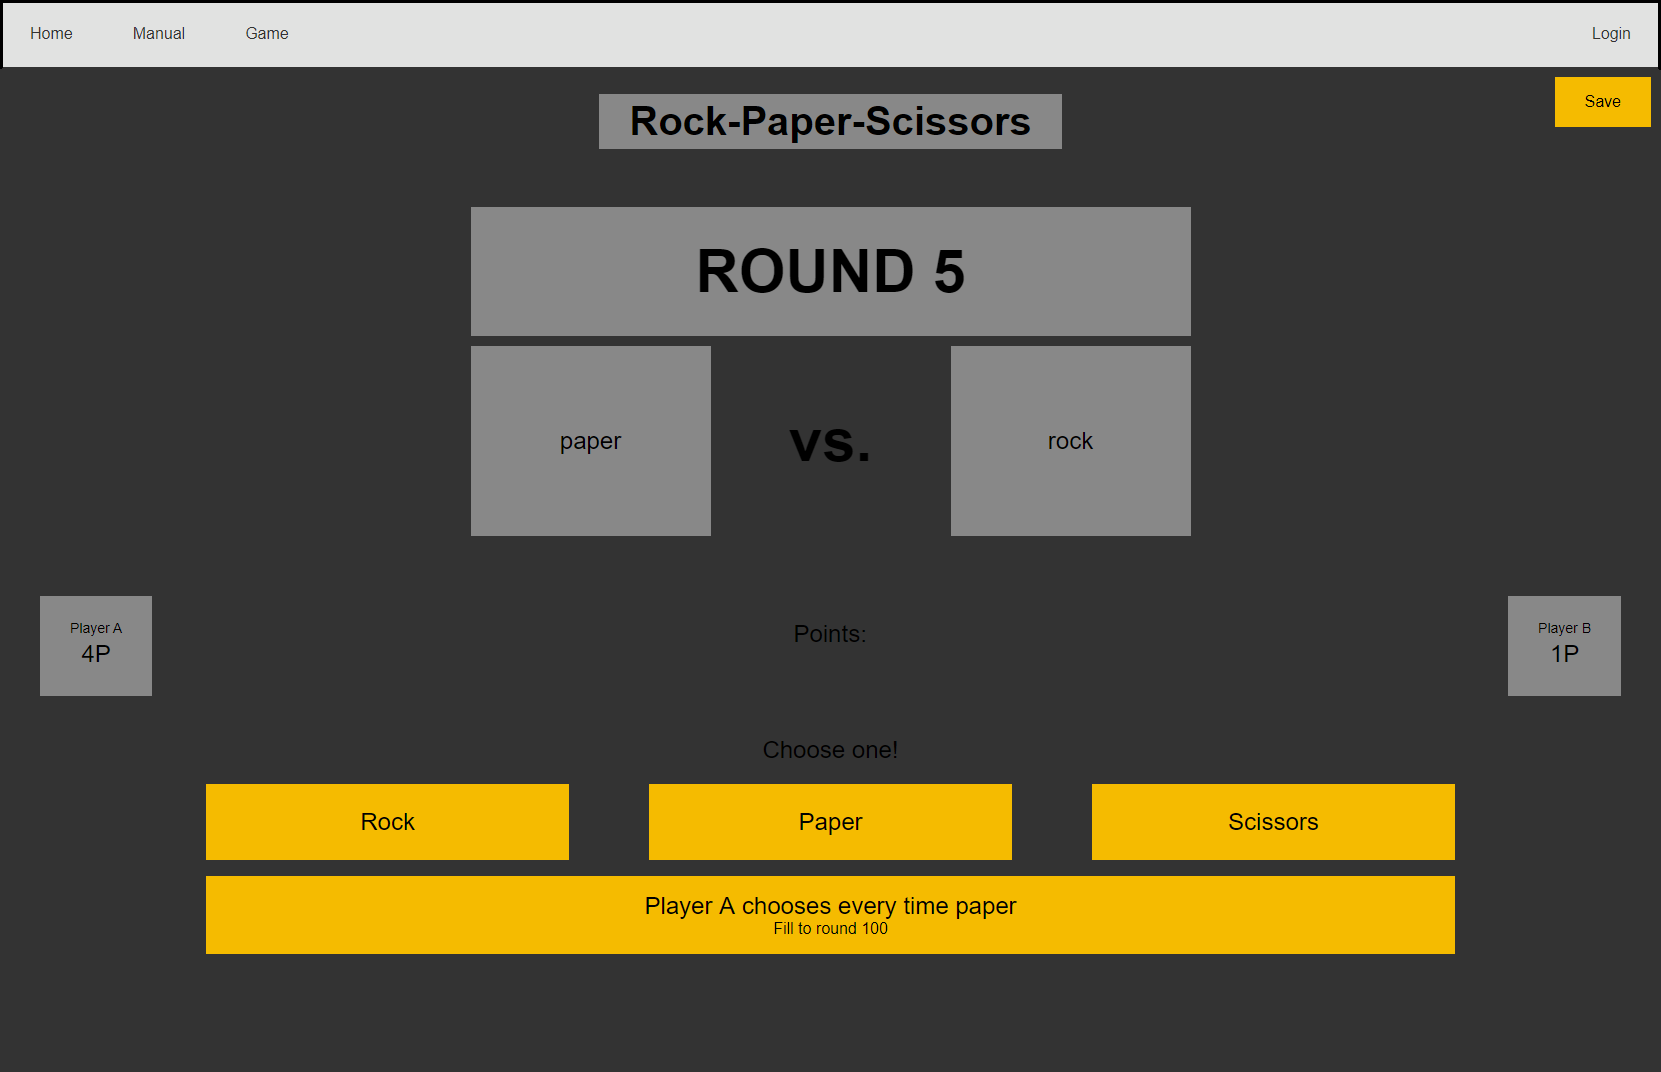 Home Manual Game Login
Save
Rock-Paper-Scissors
ROUND 5
paper vs. rock
Player A
4P
Points:
Player B
1P
Choose one!
Rock Paper Scissors
Player A chooses every time paper
Fill to round 100